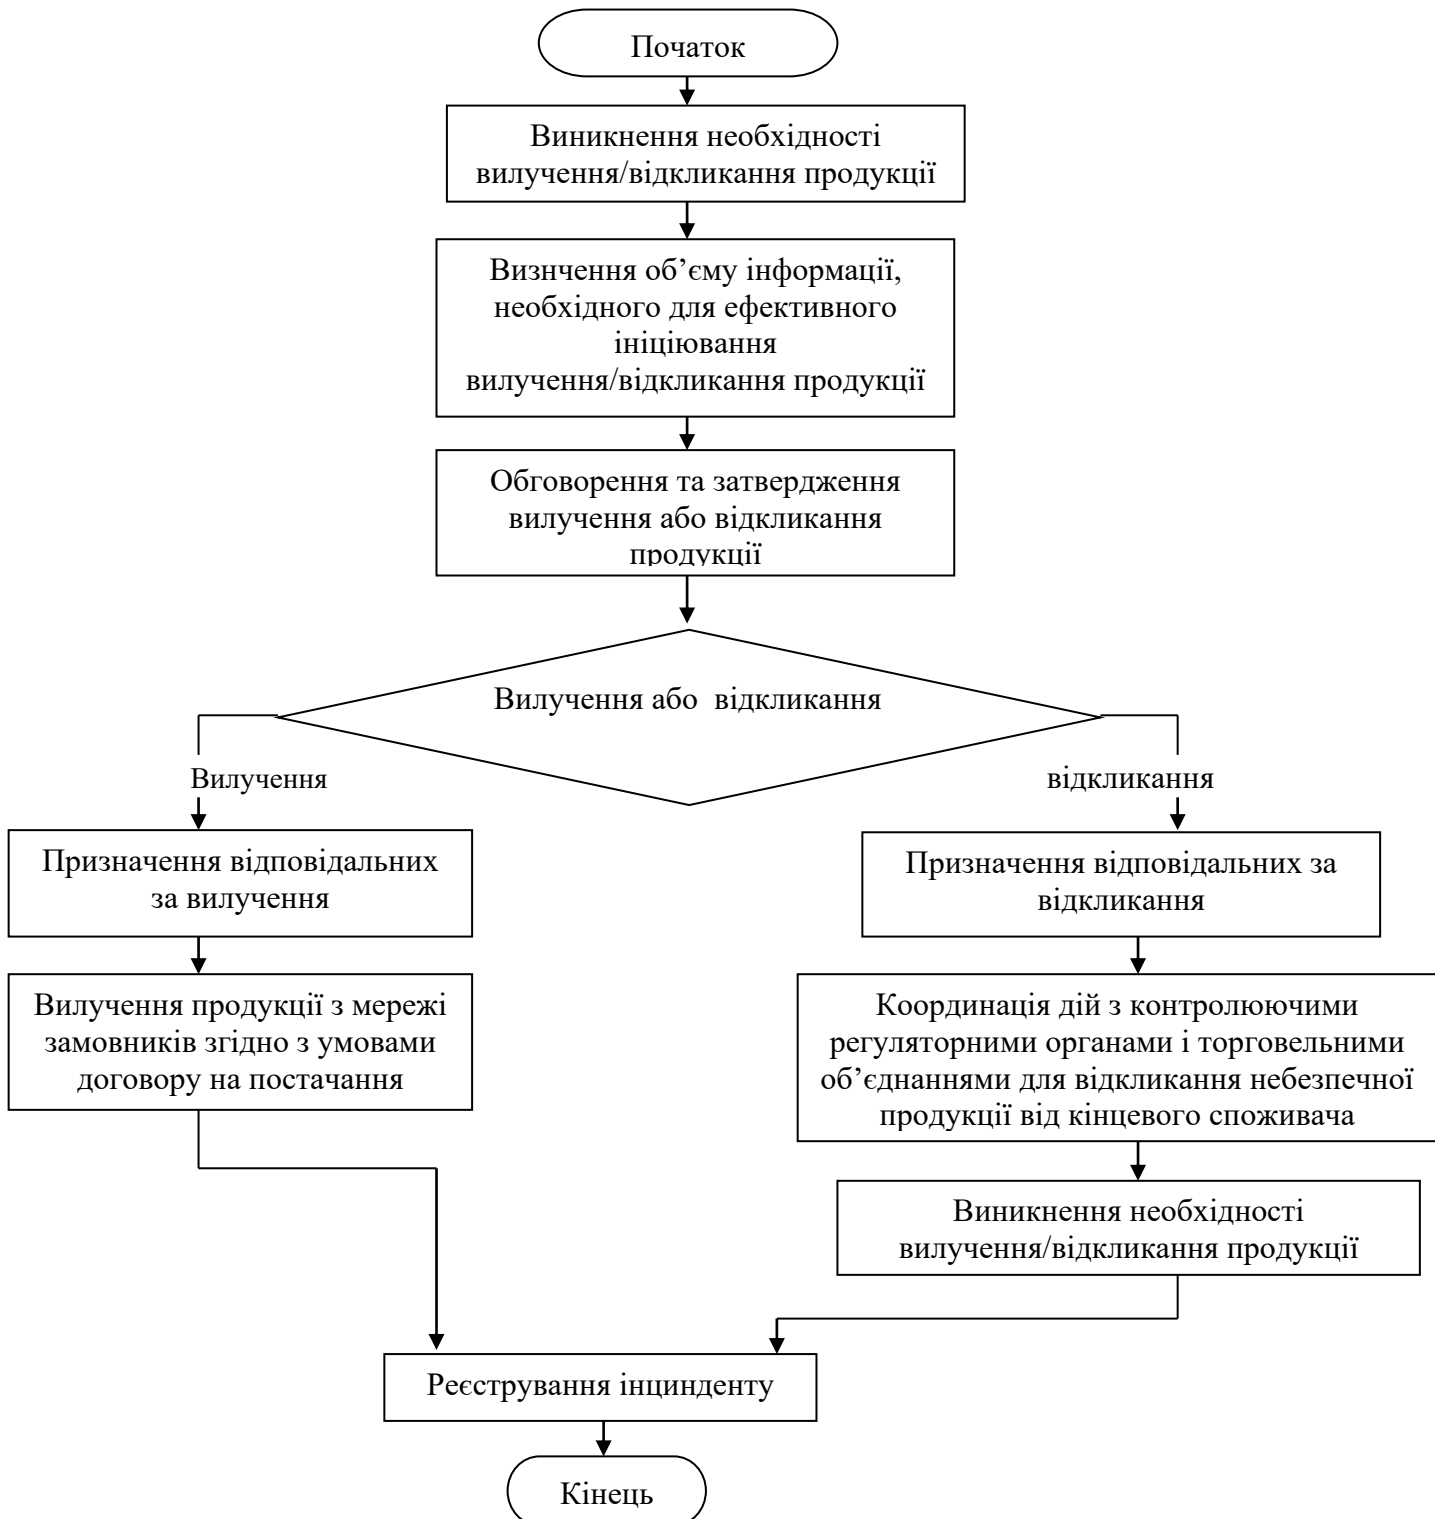 Початок
Виникнення необхідності
вилучення/відкликання продукції
Визнчення об’єму інформації,
необхідного для ефективного
ініціювання
вилучення/відкликання продукції
Обговорення та затвердження
вилучення або відкликання
продукції
Вилучення або відкликання
Вилучення
відкликання
Призначення відповідальних
за вилучення
Призначення відповідальних за
відкликання
Вилучення продукції з мережі
замовників згідно з умовами
договору на постачання
Координація дій з контролюючими
регуляторними органами і торговельними
об’єднаннями для відкликання небезпечної
продукції від кінцевого споживача
Виникнення необхідності
вилучення/відкликання продукції
Реєстрування інцинденту
Кінець